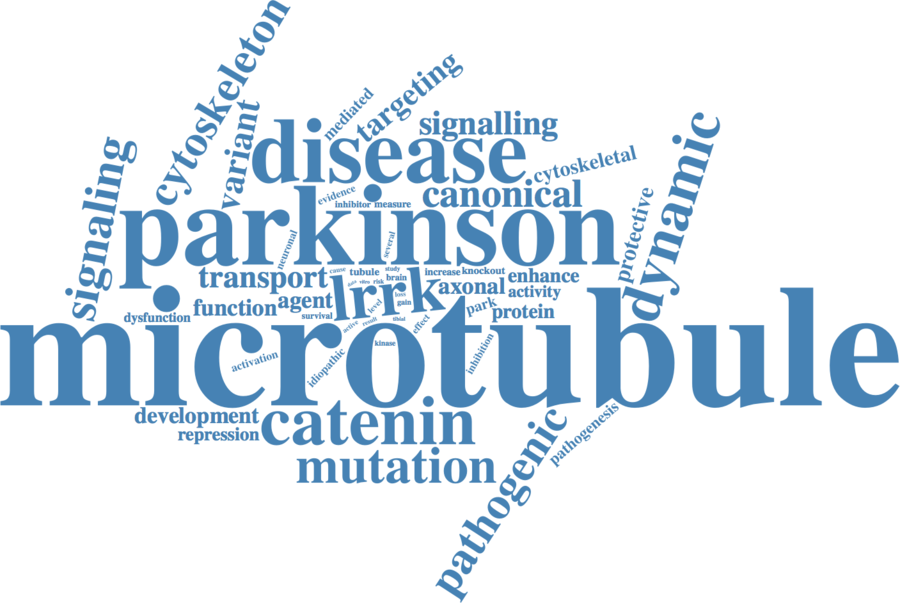 cytoskeleton
targeting
mediated
variant
signalling
disease
dynamic
signaling
cytoskeletal
canonical
evidence
inhibitor
measure
protective
parkinson
neuronal
several
transport
cause
tubule
study
brain
increase
knockout
enhance
vitro
risk
lrrk
axonal
activity
agent
function
loss
gain
level
park
protein
survival
dysfunction
active
result
tibial
effect
microtubule
kinase
inhibition
activation
idiopathic
development
catenin
pathogenesis
repression
pathogenic
mutation